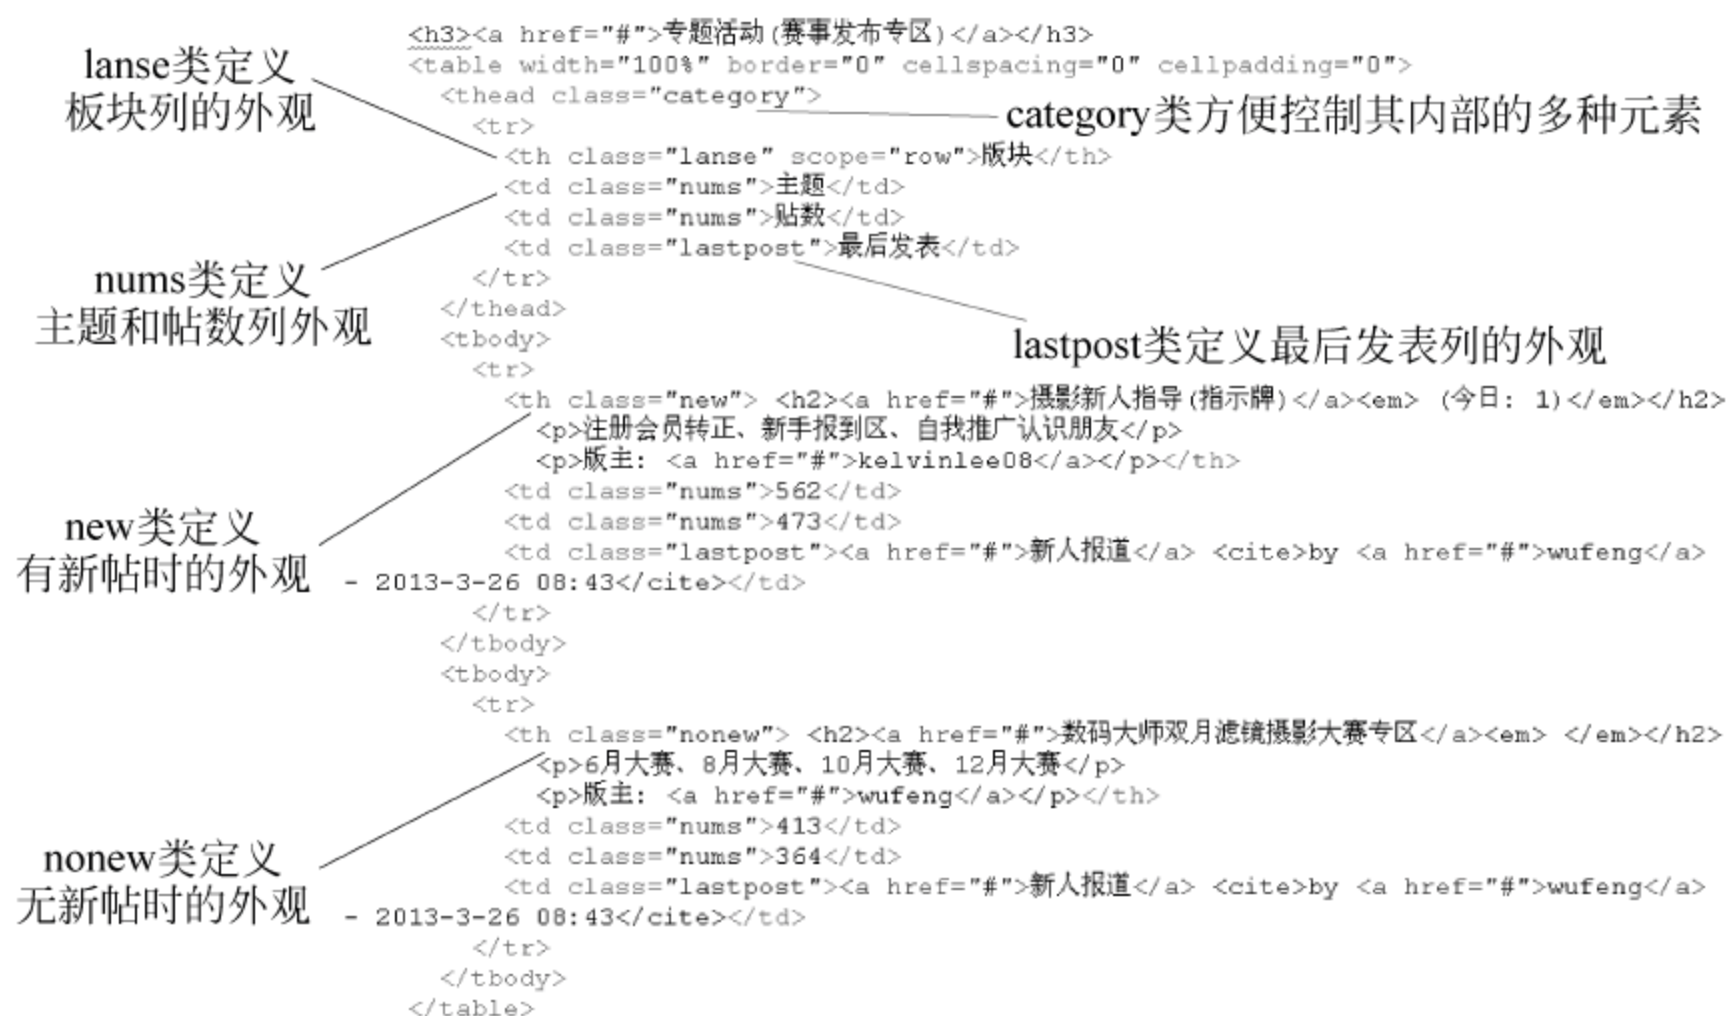 <h3><a href="#">专题活动(赛事发布专区)</a></h3>
<table width="100%" border="0" cellspacing="0" cellpadding="0">
<thead class="category">
<tr>
<th class="lanse" scope="row">版块</th>
<td class="nums">主题</td>
<td class="nums">贴数</td>
<td class="lastpost">最后发表</td>
</tr>
</thead>
<tbody>
<tr>
<th class="new"> <h2><a href="#">摄影新人指导(指示牌)</a><em> (今日: 1)</em></h2>
<p>注册会员转正、新手报到区、自我推广认识朋友</p>
<p>版主: <a href="#">kelvinlee08</a></p></th>
<td class="nums">562</td>
<td class="nums">473</td>
<td class="lastpost"><a href="#">新人报道</a> <cite>by <a href="#">wufeng</a>
- 2013-3-26 08:43</cite></td>
</tr>
</tbody>
<tbody>
<tr>
<th class="nonew"> <h2><a href="#">数码大师双月滤镜摄影大赛专区</a><em> </em></h2>
<p>6月大赛、8月大赛、10月大赛、12月大赛</p>
<p>版主: <a href="#">wufeng</a></p></th>
<td class="nums">413</td>
<td class="nums">364</td>
<td class="lastpost"><a href="#">新人报道</a> <cite>by <a href="#">wufeng</a>
- 2013-3-26 08:43</cite></td>
</tr>
</tbody>
</table>
lanse类定义
板块列的外观
category类方便控制其内部的多种元素
nums类定义
主题和帖数列外观
lastpost类定义最后发表列的外观
new类定义
有新帖时的外观
nonew类定义
无新帖时的外观